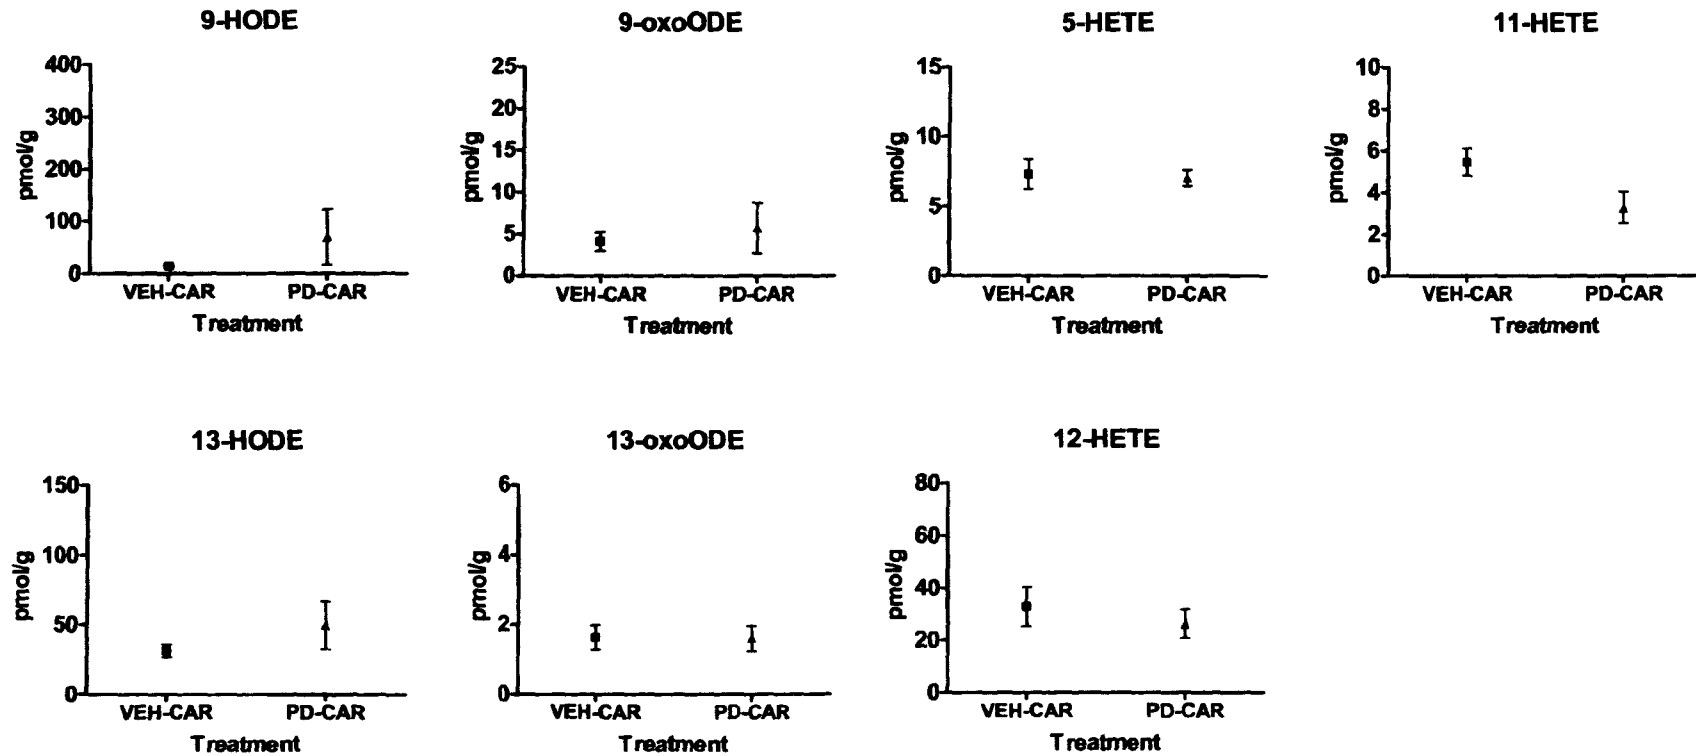 9-HODE
400
300
200
100
0
pmol/g
VEH-CAR PD-CAR
Treatment
9-oxoODE
25
20
15
10
5
0
pmol/g
VEH-CAR PD-CAR
Treatment
5-HETE
15
10
5
0
pmol/g
VEH-CAR PD-CAR
Treatment
11-HETE
10
8
6
4
2
0
pmol/g
VEH-CAR PD-CAR
Treatment
13-HODE
150
100
50
0
pmol/g
VEH-CAR PD-CAR
Treatment
13-oxoODE
6
4
2
0
pmol/g
VEH-CAR PD-CAR
Treatment
12-HETE
80
60
40
20
0
pmol/g
VEH-CAR PD-CAR
Treatment